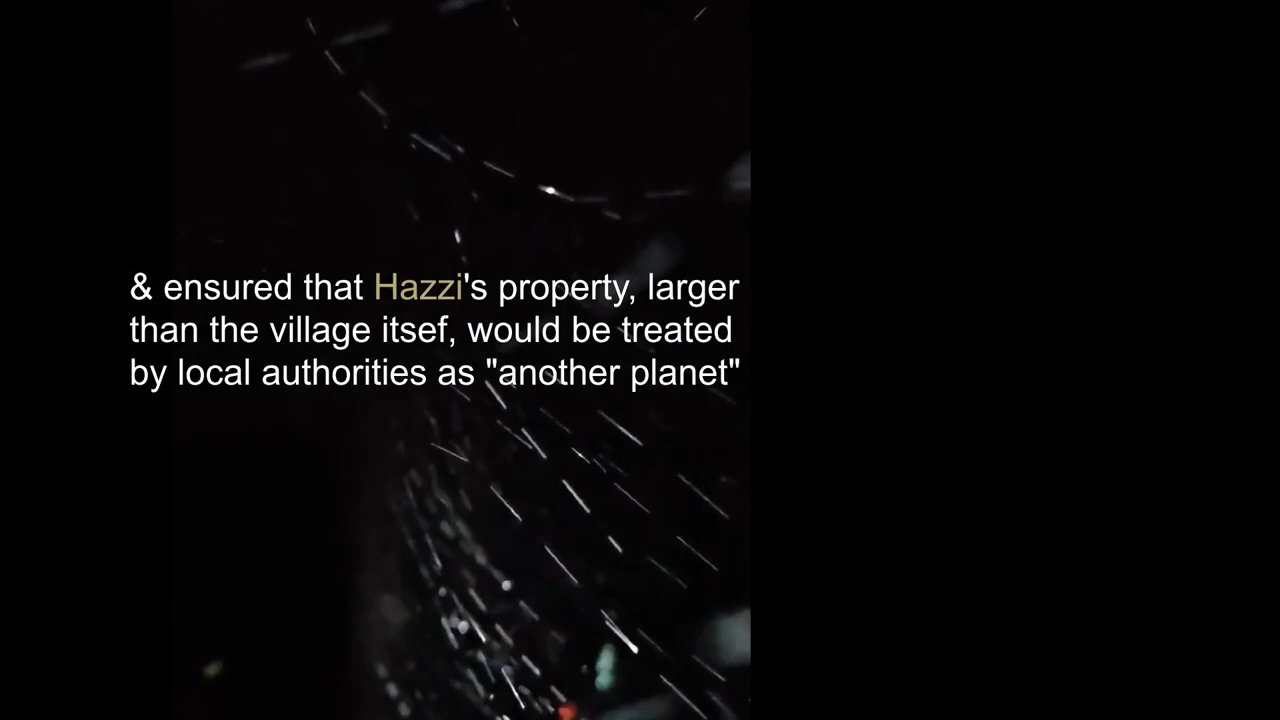 & ensured that Hazzi's property, larger
than the village itsef, would be treated
by local authorities as "another planet"